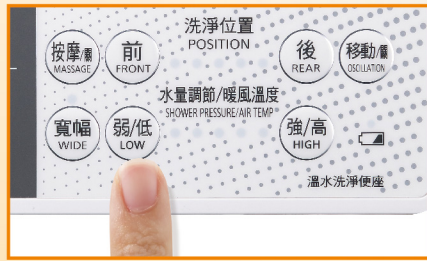 洗淨位置
POSITION
按摩/
MASSAGE
前
FRONT
後
REAR
移動/
OSCILLATION
水量調節/暖風溫度
SHOWER PRESSURE/AIR TEMP
寬幅
WIDE
弱/低
LOW
強/高
HIGH
溫水洗淨便座